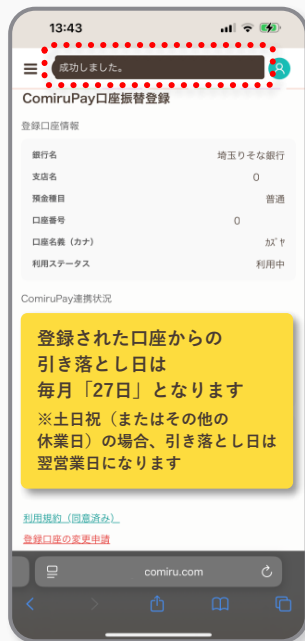 13:43
成功しました。
ComiruPay口座振替登録
登録口座情報
銀行名 埼玉りそな銀行
支店名 0
預金種目 普通
口座番号 0
口座名義（カナ） カズヤ
利用ステータス 利用中
ComiruPay連携状況
登録された口座からの
引き落とし日は
毎月「27日」となります
※土日祝（またはその他の
休業日）の場合、引き落とし日は
翌営業日になります
利用規約（同意済み）
登録口座の変更申請
comiru.com